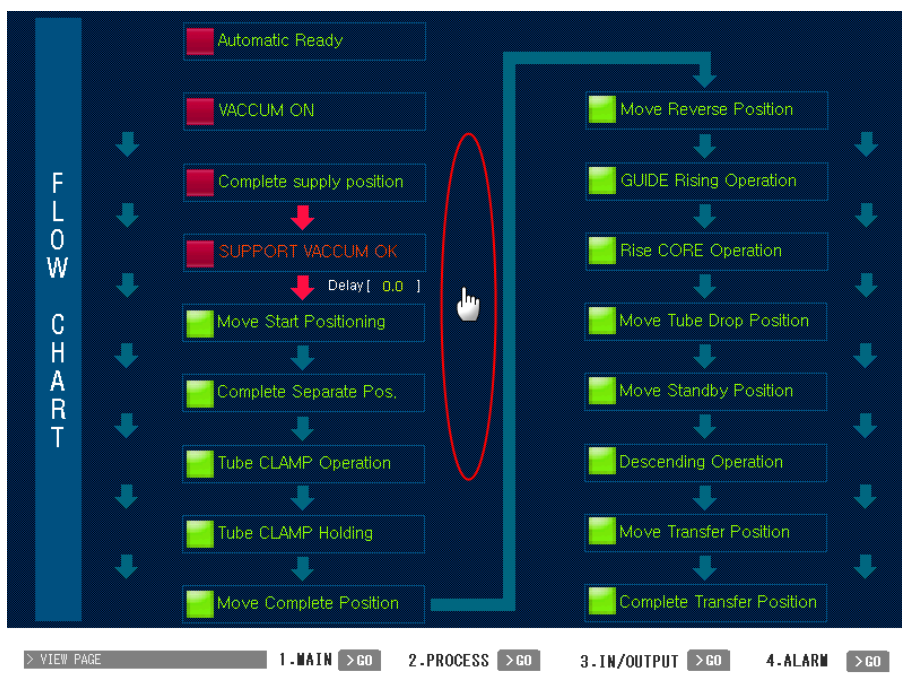 FLOW CHART
Automatic Ready
VACCUM ON
Complete supply position
SUPPORT VACCUM OK
Delay [ 0.0 ]
Move Start Positioning
Complete Separate Pos.
Tube CLAMP Operation
Tube CLAMP Holding
Move Complete Position
Move Reverse Position
GUIDE Rising Operation
Rise CORE Operation
Move Tube Drop Position
Move Standby Position
Descending Operation
Move Transfer Position
Complete Transfer Position
> VIEW PAGE 1.MAIN >GO 2.PROCESS >GO 3.IN/OUTPUT >GO 4.ALARM >GO